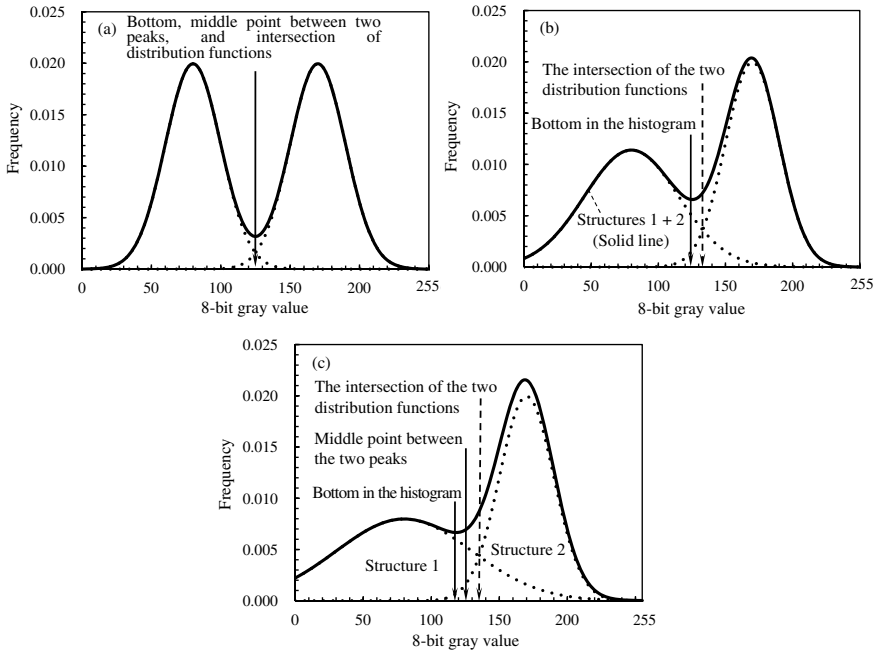 (a)
Bottom, middle point between two
peaks, and intersection of
distribution functions
0.025
0.020
0.015
0.010
0.005
0.000
Frequency
0
50
100
150
200
255
8-bit gray value
(b)
The intersection of the two
distribution functions
Bottom in the histogram
Structures 1 + 2
(Solid line)
0.025
0.020
0.015
0.010
0.005
0.000
Frequency
0
50
100
150
200
255
8-bit gray value
(c)
The intersection of the two
distribution functions
Middle point between
the two peaks
Bottom in the histogram
Structure 1
Structure 2
0.025
0.020
0.015
0.010
0.005
0.000
Frequency
0
50
100
150
200
255
8-bit gray value